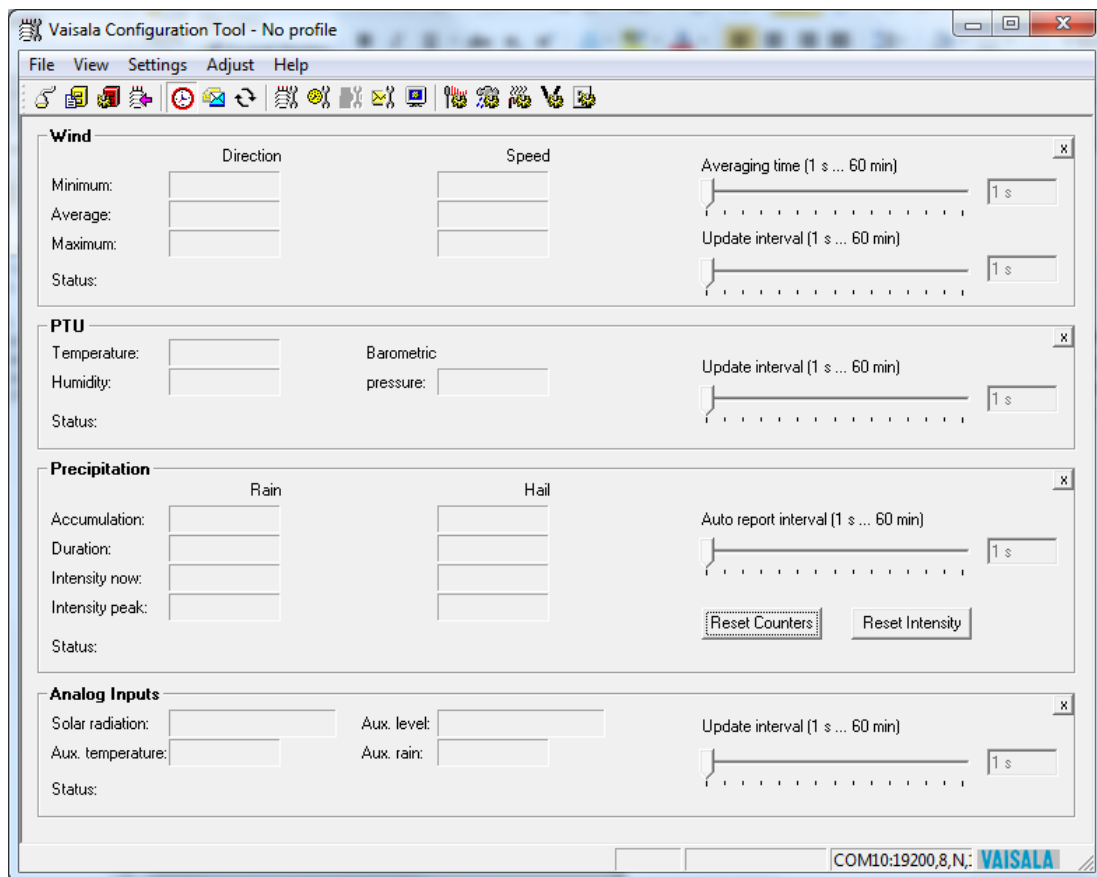 Vaisala Configuration Tool - No profile
File View Settings Adjust Help
Wind
Direction Speed
Averaging time (1 s ... 60 min)
Minimum:
1 s
Average:
Maximum:
Update interval (1 s ... 60 min)
1 s
Status:
PTU
Temperature: Barometric
Update interval (1 s ... 60 min)
Humidity: pressure:
1 s
Status:
Precipitation
Rain Hail
Accumulation: Auto report interval (1 s ... 60 min)
Duration: 1 s
Intensity now:
Intensity peak:
Reset Counters Reset Intensity
Status:
Analog Inputs
Solar radiation: Aux. level: Update interval (1 s ... 60 min)
Aux. temperature: Aux. rain:
1 s
Status:
COM10:19200,8,N, VAISALA